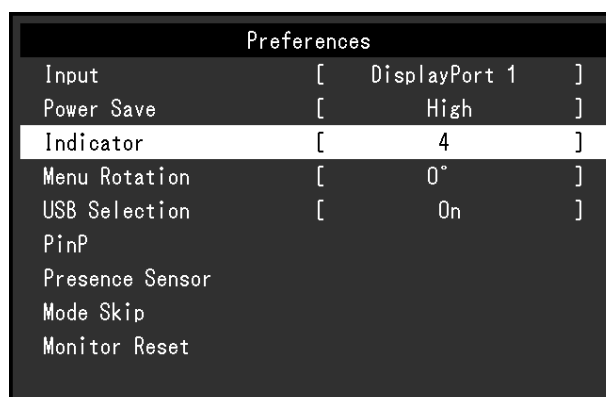 Preferences
Input [ DisplayPort 1 ]
Power Save [ High ]
Indicator [ 4 ]
Menu Rotation [ 0° ]
USB Selection [ On ]
PinP
Presence Sensor
Mode Skip
Monitor Reset